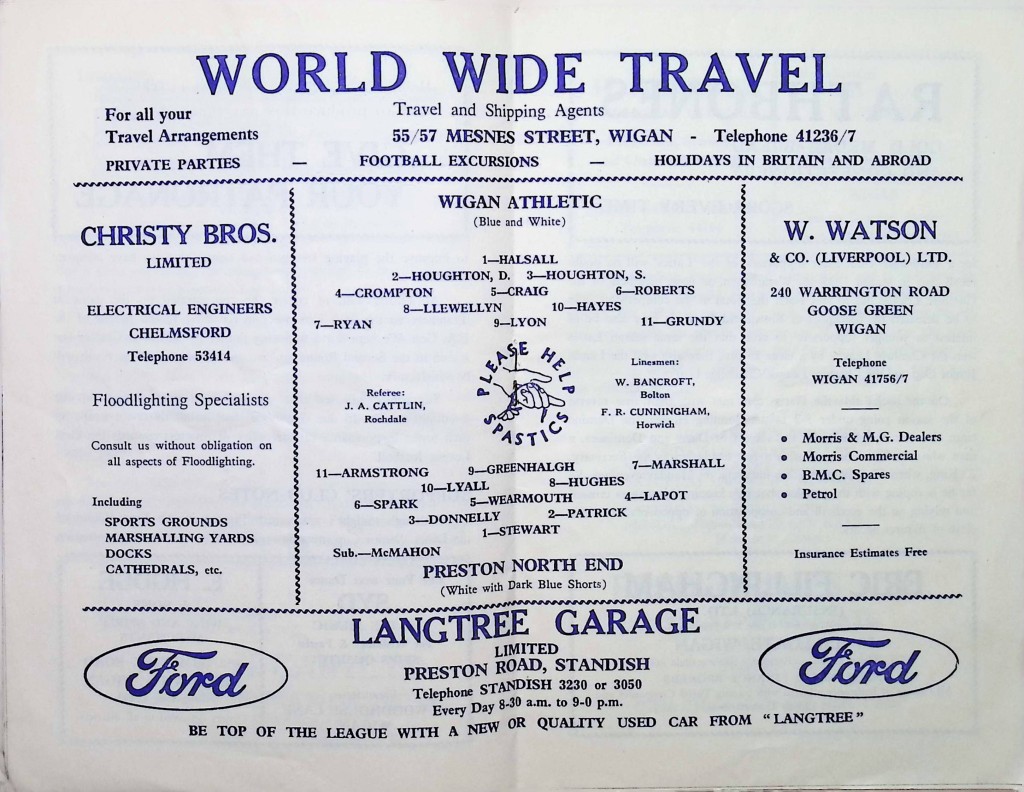 WORLD WIDE TRAVEL
For all your
Travel Arrangements
Travel and Shipping Agents
55/57 MESNES STREET, WIGAN - Telephone 41236/7
PRIVATE PARTIES — FOOTBALL EXCURSIONS — HOLIDAYS IN BRITAIN AND ABROAD
CHRISTY BROS.
LIMITED
ELECTRICAL ENGINEERS
CHELMSFORD
Telephone 53414
Floodlighting Specialists
Consult us without obligation on
all aspects of Floodlighting.
Including
SPORTS GROUNDS
MARSHALLING YARDS
DOCKS
CATHEDRALS, etc.
WIGAN ATHLETIC
(Blue and White)
1—HALSALL
2—HOUGHTON, D. 3—HOUGHTON, S.
4—CROMPTON 5—CRAIG 6—ROBERTS
8—LLEWELLYN 10—HAYES
7—RYAN 9—LYON 11—GRUNDY
Referee:
J. A. CATTLIN,
Rochdale
PLEASE HELP
SPASTICS
Linesmen:
W. BANCROFT,
Bolton
F. R. CUNNINGHAM,
Horwich
11—ARMSTRONG 9—GREENHALGH 7—MARSHALL
10—LYALL 8—HUGHES
6—SPARK 5—WEARMOUTH 4—LAPOT
3—DONNELLY 2—PATRICK
1—STEWART
Sub.—McMAHON
PRESTON NORTH END
(White with Dark Blue Shorts)
W. WATSON
& CO. (LIVERPOOL) LTD.
240 WARRINGTON ROAD
GOOSE GREEN
WIGAN
Telephone
WIGAN 41756/7
• Morris & M.G. Dealers
• Morris Commercial
• B.M.C. Spares
• Petrol
Insurance Estimates Free
Ford
LANGTREE GARAGE
LIMITED
PRESTON ROAD, STANDISH
Telephone STANDISH 3230 or 3050
Every Day 8-30 a.m. to 9-0 p.m.
Ford
BE TOP OF THE LEAGUE WITH A NEW OR QUALITY USED CAR FROM "LANGTREE"